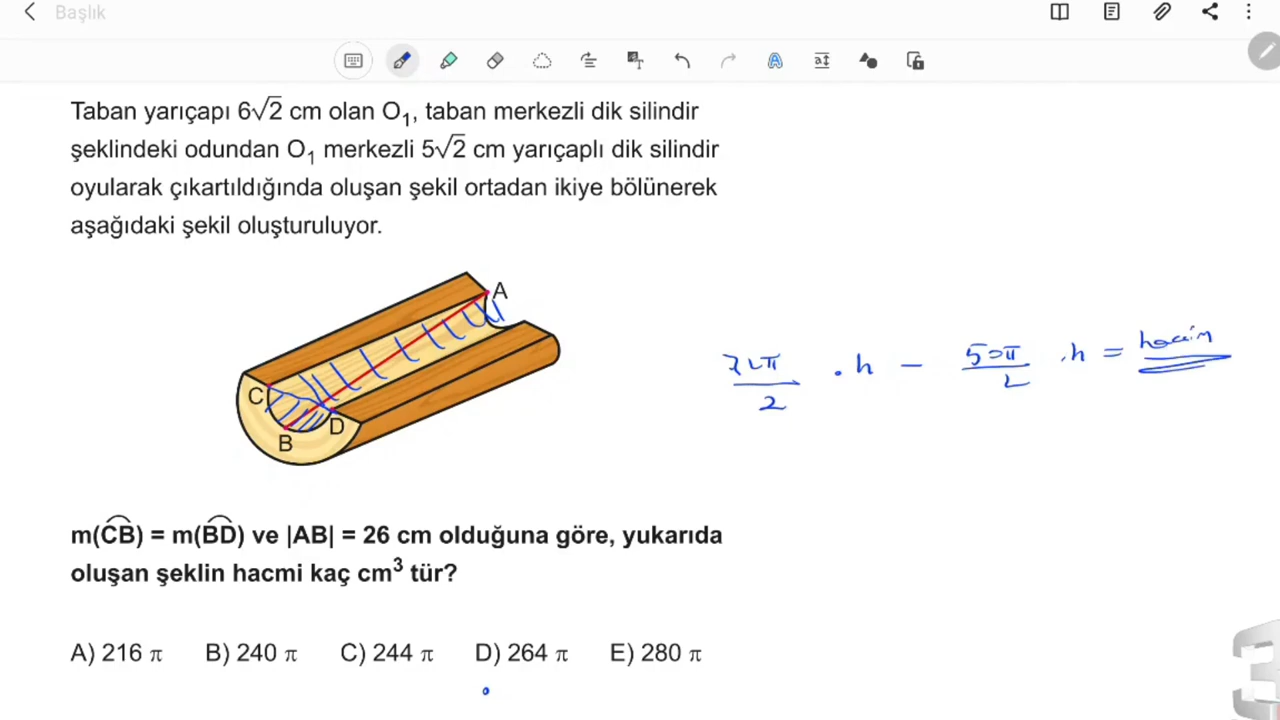 Başlık
Taban yarıçapı 6√2 cm olan O₁, taban merkezli dik silindir
şeklindeki odundan O₁ merkezli 5√2 cm yarıçaplı dik silindir
oyularak çıkartıldığında oluşan şekil ortadan ikiye bölünerek
aşağıdaki şekil oluşturuluyor.
A
C
D
B
72π/2 . h − 50π/2 . h = hacim
m(CB) = m(BD) ve |AB| = 26 cm olduğuna göre, yukarıda
oluşan şeklin hacmi kaç cm³ tür?
A) 216 π B) 240 π C) 244 π D) 264 π E) 280 π